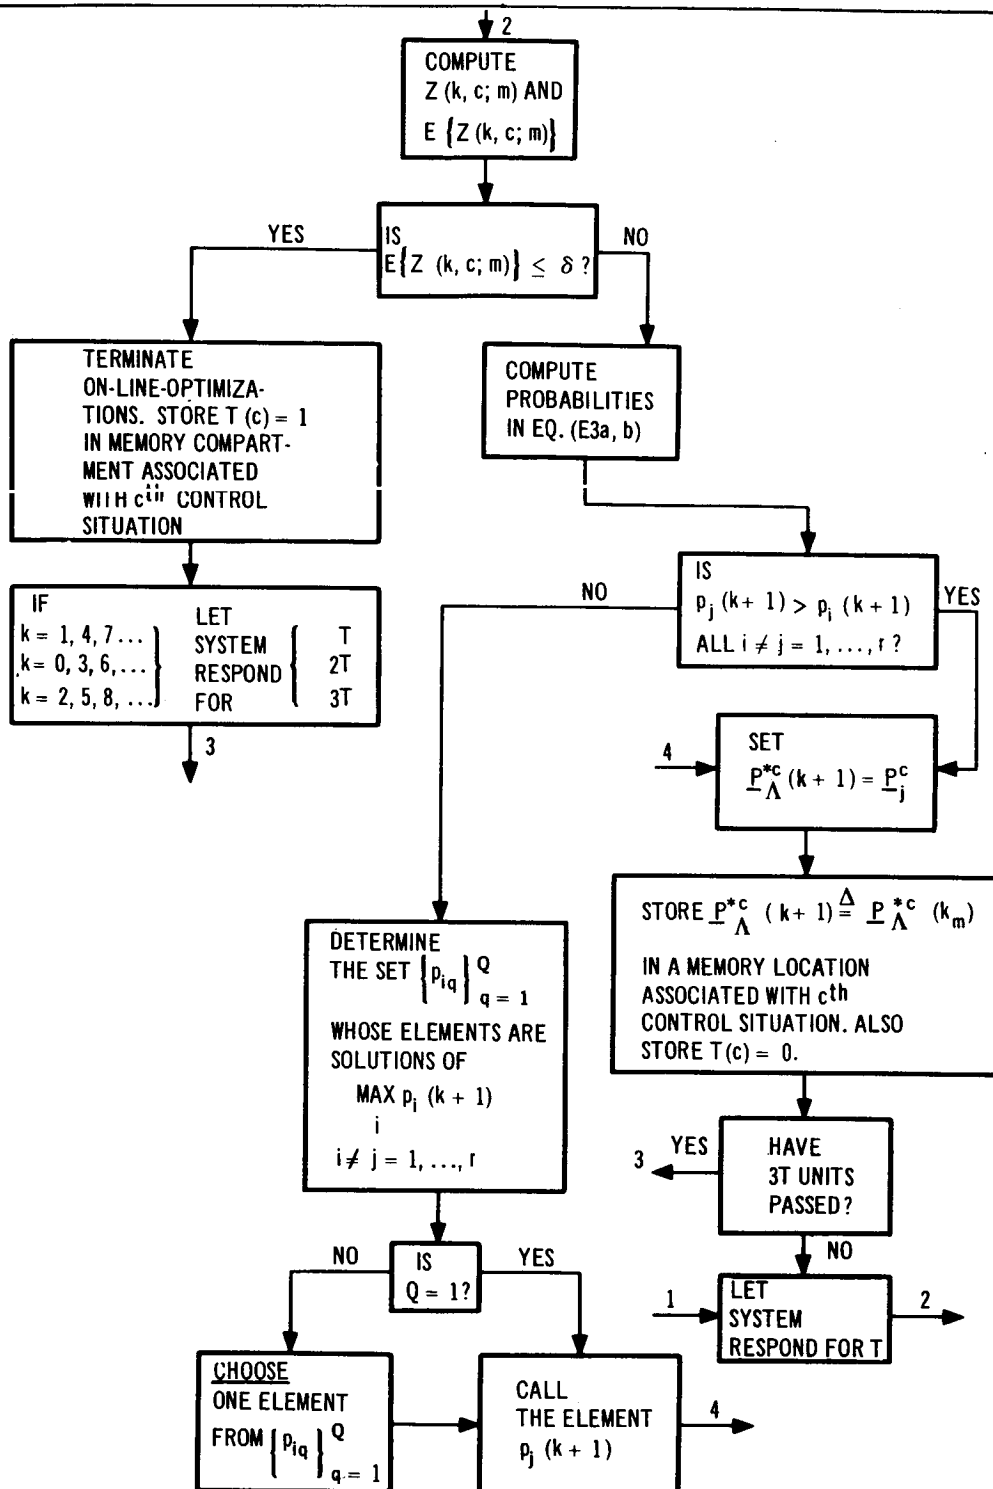 2
COMPUTE
Z (k, c; m) AND
E {Z (k, c; m)}
YES
IS
E{Z (k, c; m)} ≤ δ ?
NO
TERMINATE
ON-LINE-OPTIMIZA-
TIONS. STORE T (c) = 1
IN MEMORY COMPART-
MENT ASSOCIATED
WITH cth CONTROL
SITUATION
COMPUTE
PROBABILITIES
IN EQ. (E3a, b)
IF
k = 1, 4, 7 ...
k = 0, 3, 6, ...
k = 2, 5, 8, ...
LET
SYSTEM
RESPOND
FOR
T
2T
3T
3
NO
IS
p_j (k + 1) > p_i (k + 1)
ALL i ≠ j = 1, ..., r ?
YES
4
SET
P*c_Λ (k + 1) = P^c_j
STORE P*c_Λ (k + 1) ≜ P*c_Λ (k_m)
IN A MEMORY LOCATION
ASSOCIATED WITH cth
CONTROL SITUATION. ALSO
STORE T(c) = 0.
DETERMINE
THE SET {p_iq}^Q_q = 1
WHOSE ELEMENTS ARE
SOLUTIONS OF
MAX p_i (k + 1)
i
i ≠ j = 1, ..., r
3
YES
HAVE
3T UNITS
PASSED?
NO
NO
IS
Q = 1?
YES
1
LET
SYSTEM
RESPOND FOR T
2
CHOOSE
ONE ELEMENT
FROM {p_iq}^Q_q = 1
CALL
THE ELEMENT
p_j (k + 1)
4